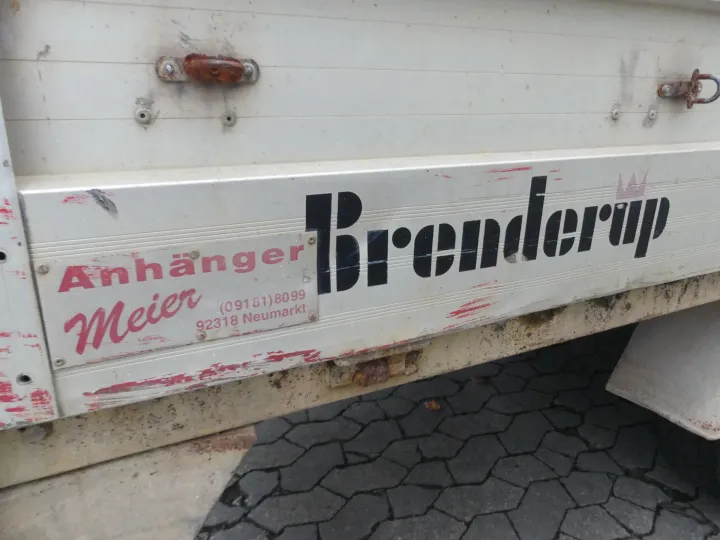 Brenderup
Anhänger
Meier
(09181)8099
92318 Neumarkt